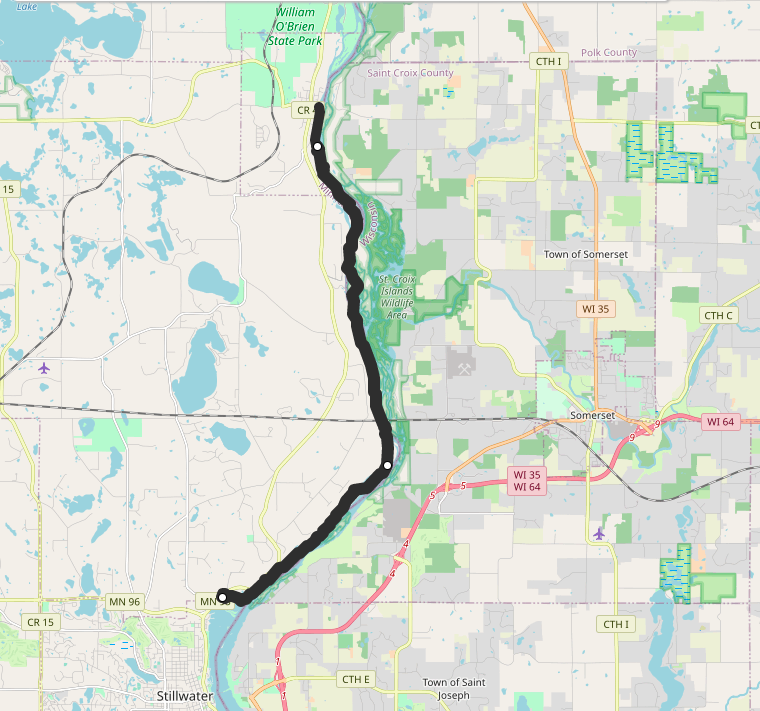 Lake
William
O'Brien
State Park
Polk County
CTH I
Saint Croix County
CR
15
Wisconsin
Town of Somerset
St. Croix
Islands
Wildlife
Area
WI 35
CTH C
Somerset
WI 64
9
9
WI 35
WI 64
5
5
4
4
MN 96
MN
CR 15
CTH I
1
1
CTH E
Stillwater
Town of Saint
Joseph